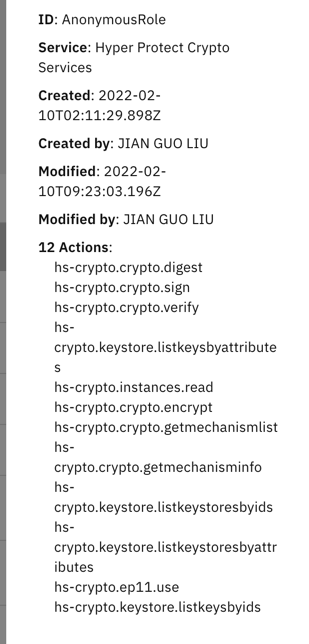 ID: AnonymousRole
Service: Hyper Protect Crypto
Services
Created: 2022-02-
10T02:11:29.898Z
Created by: JIAN GUO LIU
Modified: 2022-02-
10T09:23:03.196Z
Modified by: JIAN GUO LIU
12 Actions:
hs-crypto.crypto.digest
hs-crypto.crypto.sign
hs-crypto.crypto.verify
hs-
crypto.keystore.listkeysbyattribute
s
hs-crypto.instances.read
hs-crypto.crypto.encrypt
hs-crypto.crypto.getmechanismlist
hs-
crypto.crypto.getmechanisminfo
hs-
crypto.keystore.listkeystoresbyids
hs-
crypto.keystore.listkeystoresbyattr
ibutes
hs-crypto.ep11.use
hs-crypto.keystore.listkeysbyids